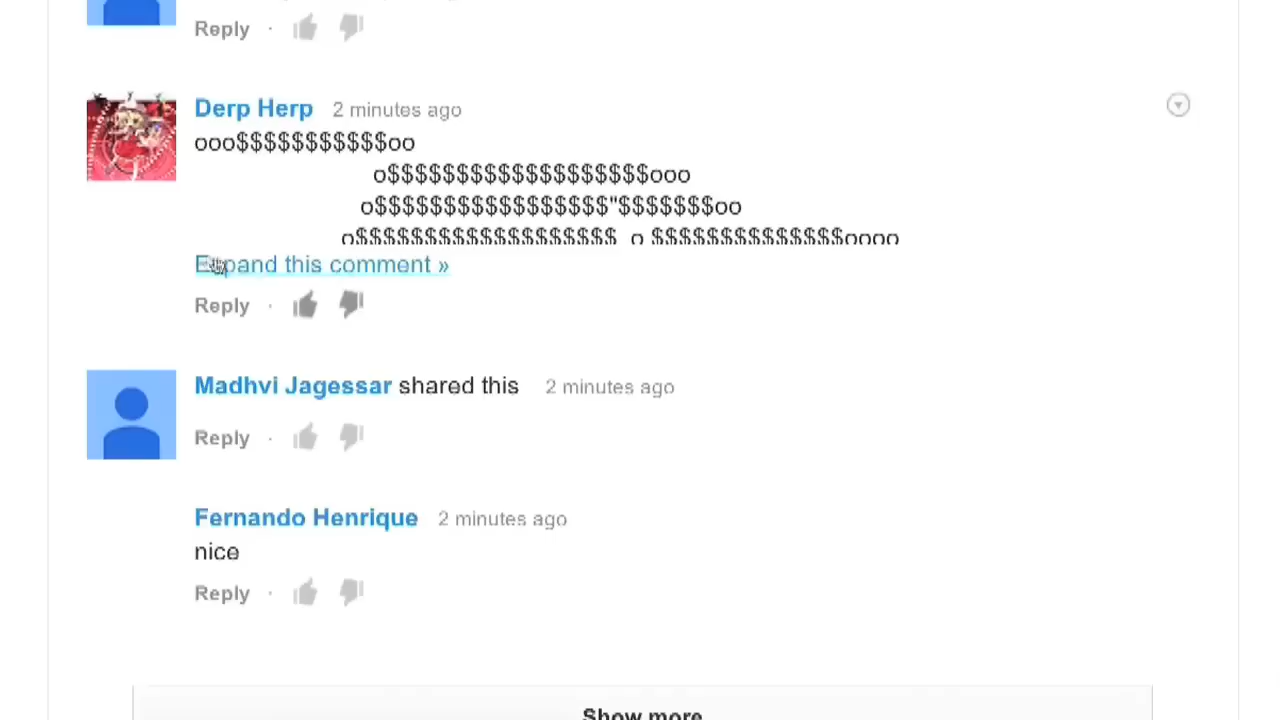 Reply ·
Derp Herp 2 minutes ago
ooo$$$$$$$$$$$oo
o$$$$$$$$$$$$$$$$$$$ooo
o$$$$$$$$$$$$$$$$$"$$$$$$$oo
o$$$$$$$$$$$$$$$$$$$ o $$$$$$$$$$$$$$oooo
Expand this comment »
Reply ·
Madhvi Jagessar shared this 2 minutes ago
Reply ·
Fernando Henrique 2 minutes ago
nice
Reply ·
Show more